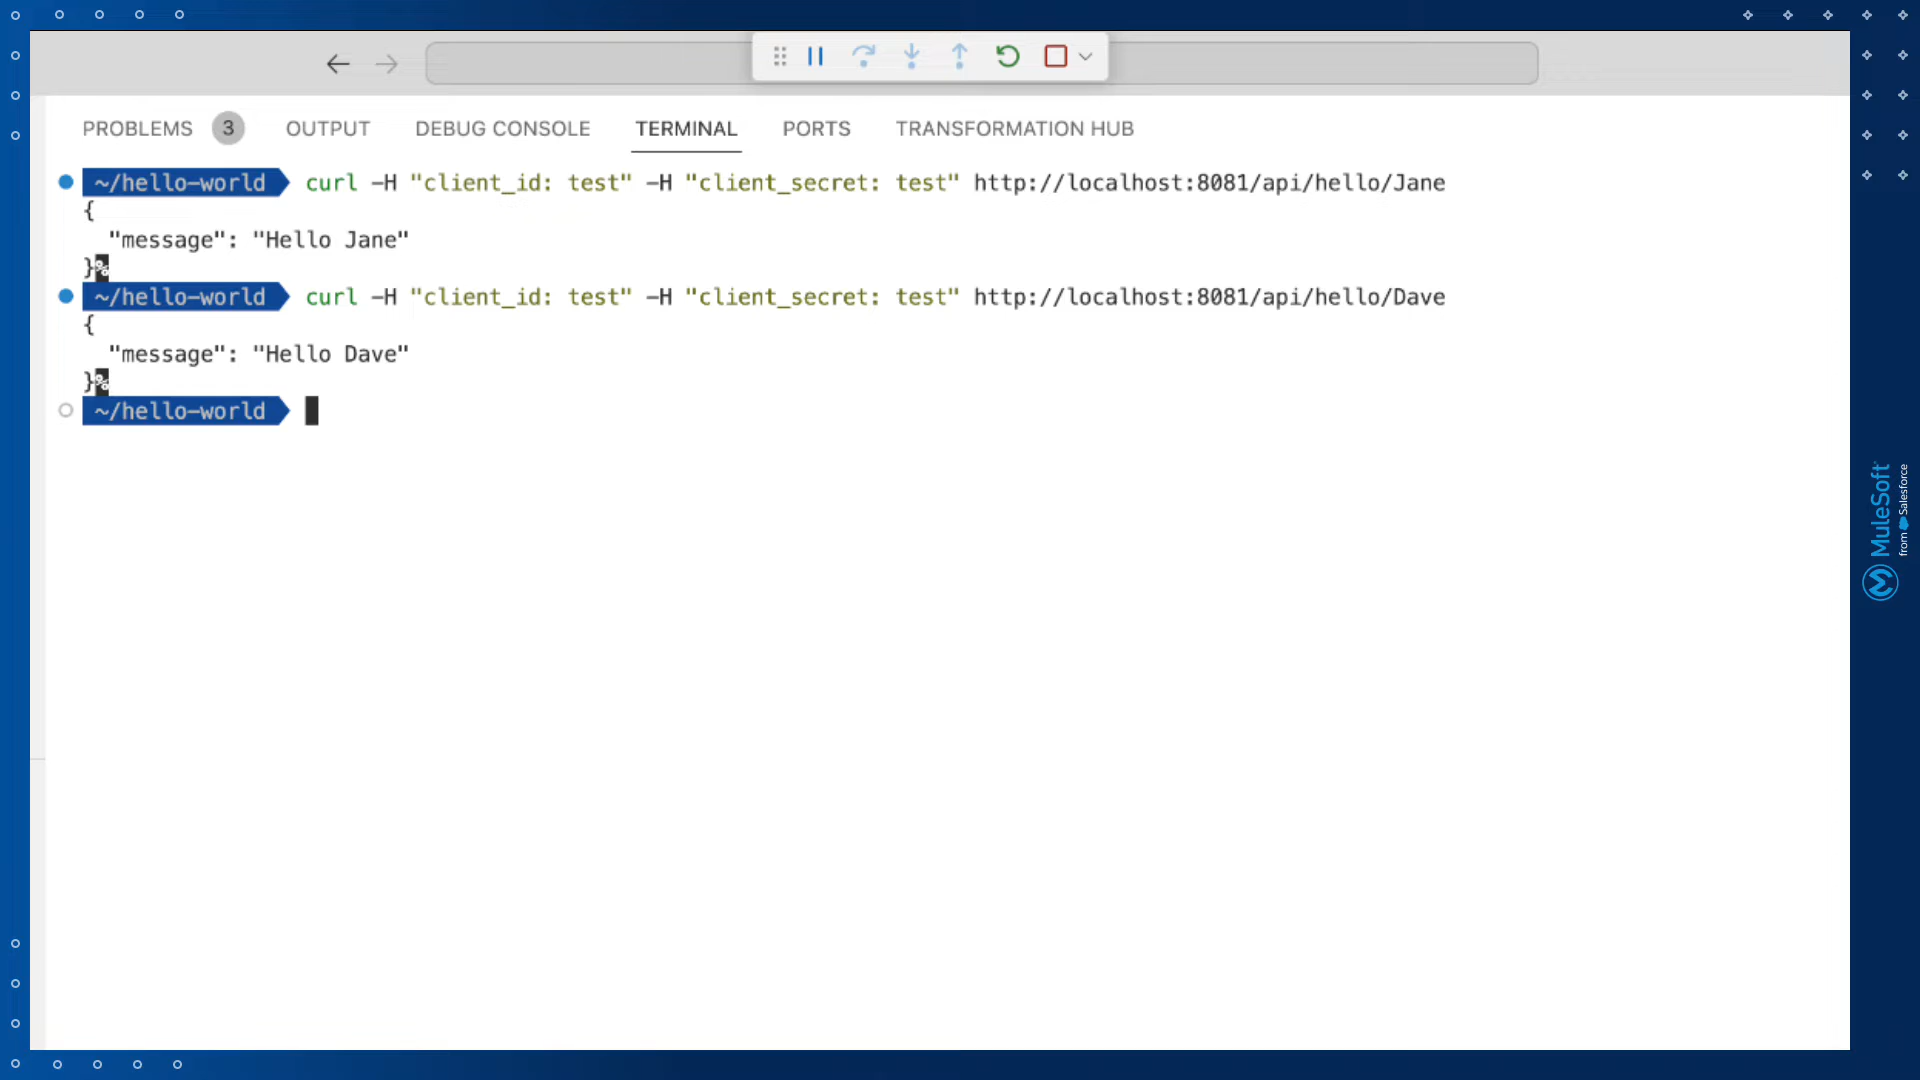 PROBLEMS 3 OUTPUT DEBUG CONSOLE TERMINAL PORTS TRANSFORMATION HUB
~/hello-world curl -H "client_id: test" -H "client_secret: test" http://localhost:8081/api/hello/Jane
{
"message": "Hello Jane"
}%
~/hello-world curl -H "client_id: test" -H "client_secret: test" http://localhost:8081/api/hello/Dave
{
"message": "Hello Dave"
}%
~/hello-world
MuleSoft
from Salesforce